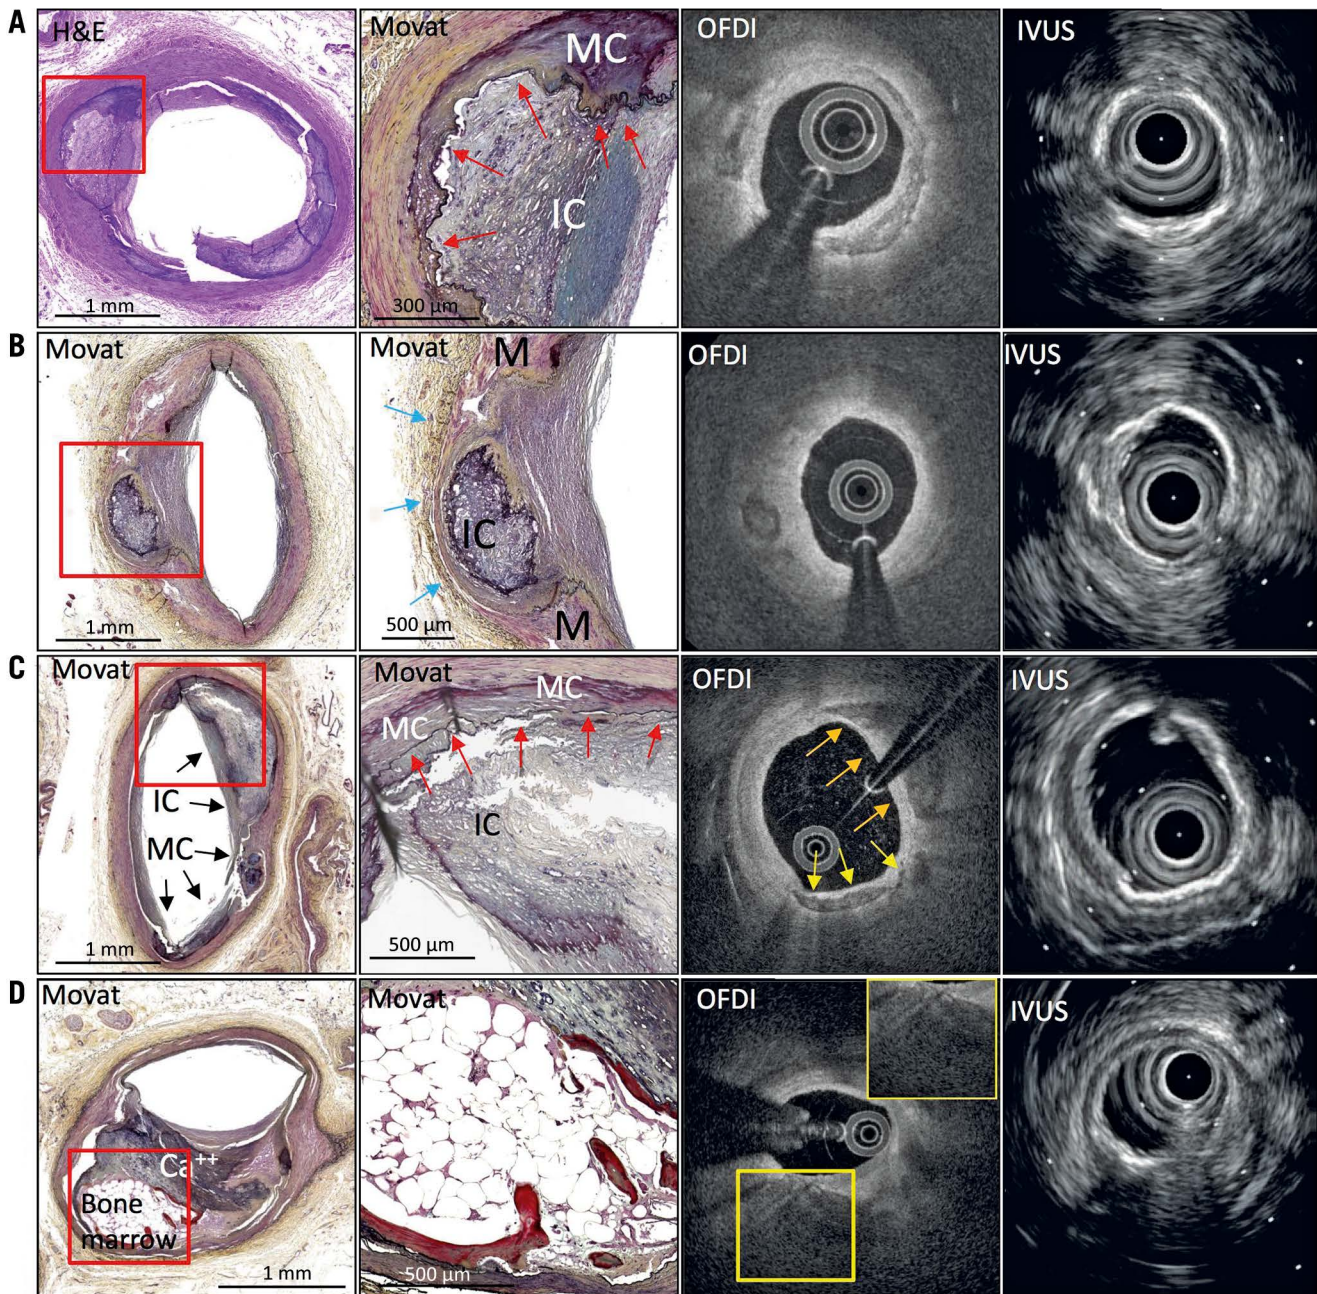 A
H&E
1 mm
Movat
MC
IC
300 µm
OFDI
IVUS
B
Movat
1 mm
Movat
M
IC
M
500 µm
OFDI
IVUS
C
Movat
IC
MC
1 mm
Movat
MC
MC
IC
500 µm
OFDI
IVUS
D
Movat
Ca++
Bone
marrow
1 mm
Movat
500 µm
OFDI
IVUS